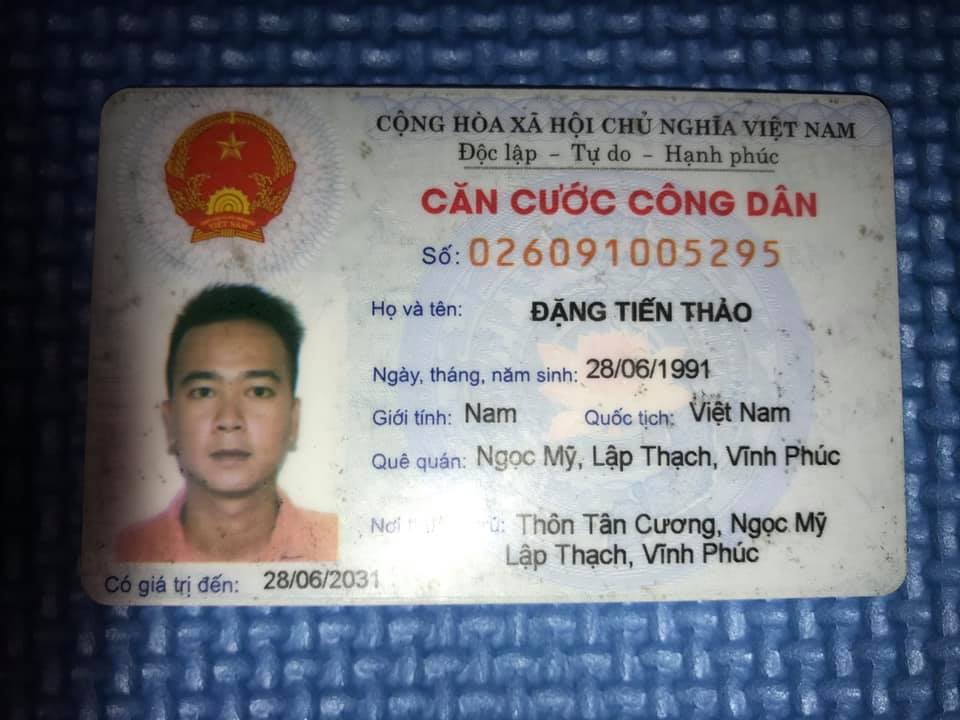 CỘNG HÒA XÃ HỘI CHỦ NGHĨA VIỆT NAM
Độc lập - Tự do - Hạnh phúc
CĂN CƯỚC CÔNG DÂN
Số: 026091005295
Họ và tên: ĐẶNG TIẾN THẢO
Ngày, tháng, năm sinh: 28/06/1991
Giới tính: Nam Quốc tịch: Việt Nam
Quê quán: Ngọc Mỹ, Lập Thạch, Vĩnh Phúc
Nơi Thôn Tân Cương, Ngọc Mỹ
Lập Thạch, Vĩnh Phúc
Có giá trị đến: 28/06/2031